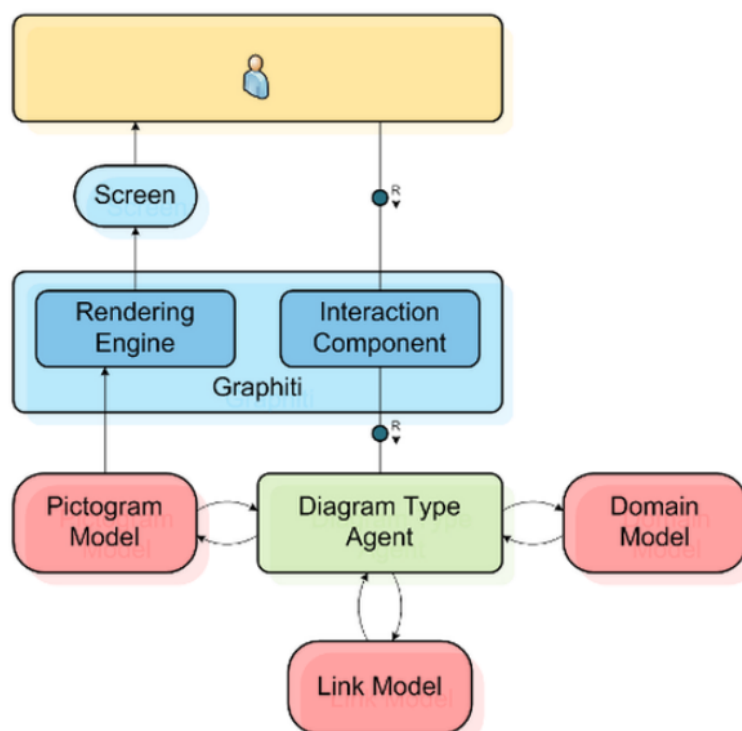 Screen
R
Rendering
Engine
Interaction
Component
Graphiti
R
Pictogram
Model
Diagram Type
Agent
Domain
Model
Link Model